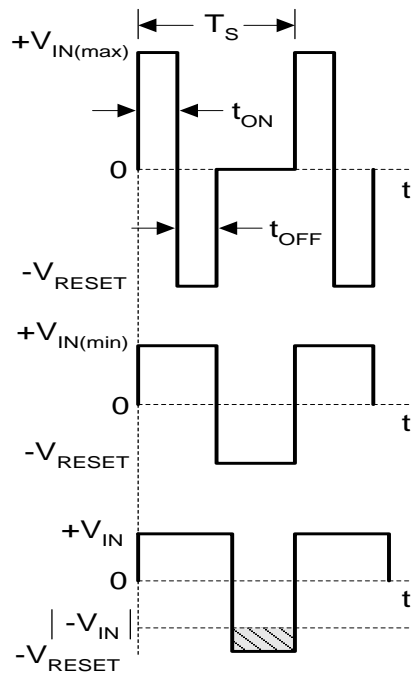 T_S
+V_IN(max)
t_ON
0
t
t_OFF
-V_RESET
+V_IN(min)
0
t
-V_RESET
+V_IN
0
t
| -V_IN |
-V_RESET